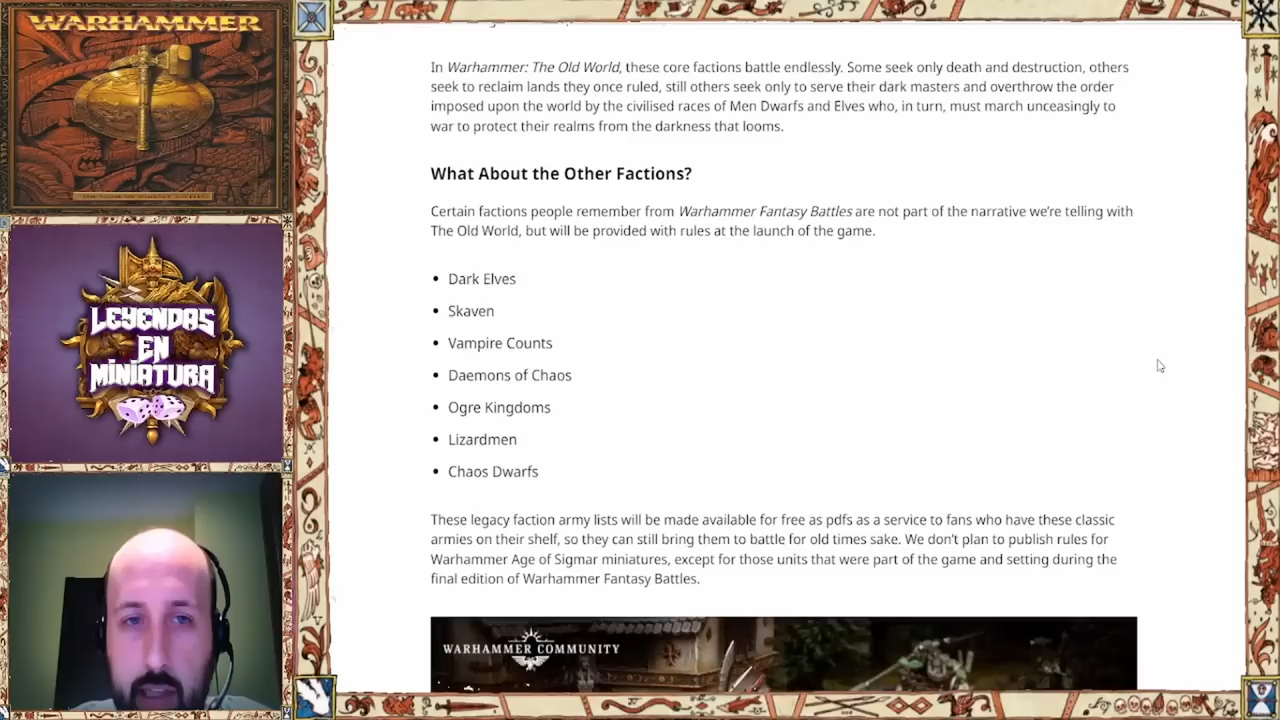 WARHAMMER
LEYENDAS
EN
MINIATURA
In Warhammer: The Old World, these core factions battle endlessly. Some seek only death and destruction, others
seek to reclaim lands they once ruled, still others seek only to serve their dark masters and overthrow the order
imposed upon the world by the civilised races of Men Dwarfs and Elves who, in turn, must march unceasingly to
war to protect their realms from the darkness that looms.
What About the Other Factions?
Certain factions people remember from Warhammer Fantasy Battles are not part of the narrative we're telling with
The Old World, but will be provided with rules at the launch of the game.
• Dark Elves
• Skaven
• Vampire Counts
• Daemons of Chaos
• Ogre Kingdoms
• Lizardmen
• Chaos Dwarfs
These legacy faction army lists will be made available for free as pdfs as a service to fans who have these classic
armies on their shelf, so they can still bring them to battle for old times sake. We don't plan to publish rules for
Warhammer Age of Sigmar miniatures, except for those units that were part of the game and setting during the
final edition of Warhammer Fantasy Battles.
WARHAMMER COMMUNITY